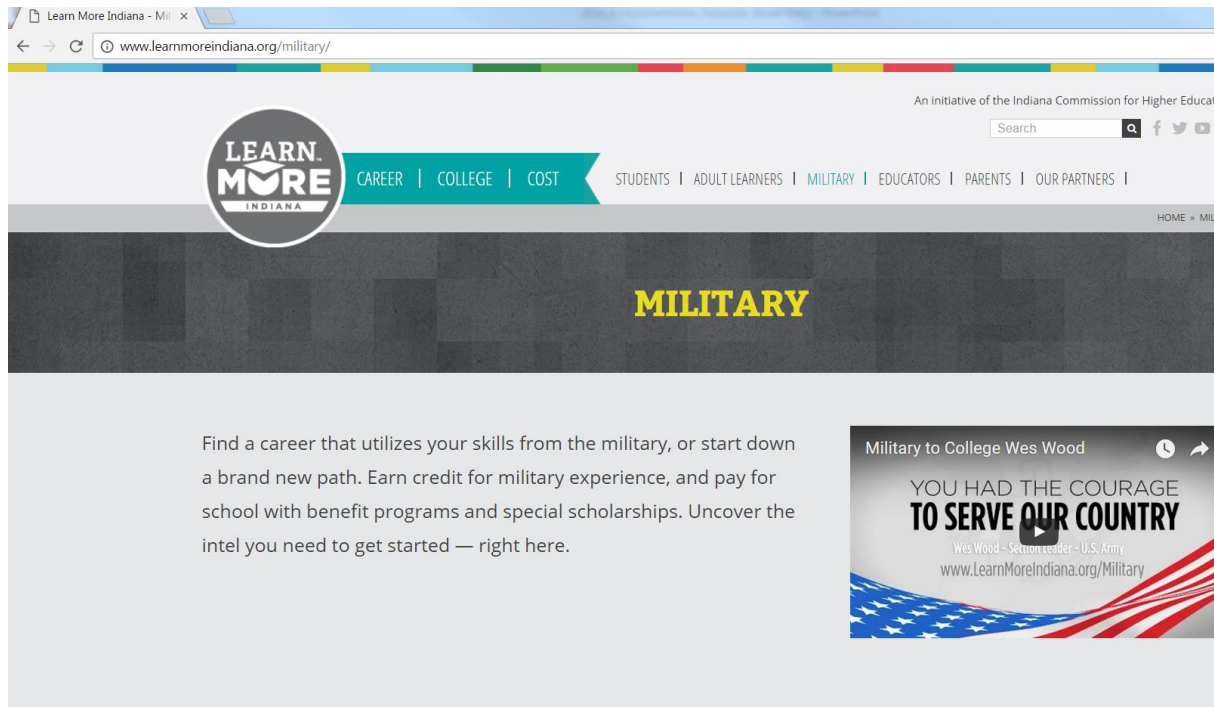 Learn More Indiana - Mil
www.learnmoreindiana.org/military/
An initiative of the Indiana Commission for Higher Educat
Search
LEARN
MORE
INDIANA
CAREER | COLLEGE | COST
STUDENTS | ADULT LEARNERS | MILITARY | EDUCATORS | PARENTS | OUR PARTNERS |
HOME » MIL
MILITARY
Find a career that utilizes your skills from the military, or start down
a brand new path. Earn credit for military experience, and pay for
school with benefit programs and special scholarships. Uncover the
intel you need to get started — right here.
Military to College Wes Wood
YOU HAD THE COURAGE
TO SERVE OUR COUNTRY
Wes Wood - Section Leader - U.S. Army
www.LearnMoreIndiana.org/Military